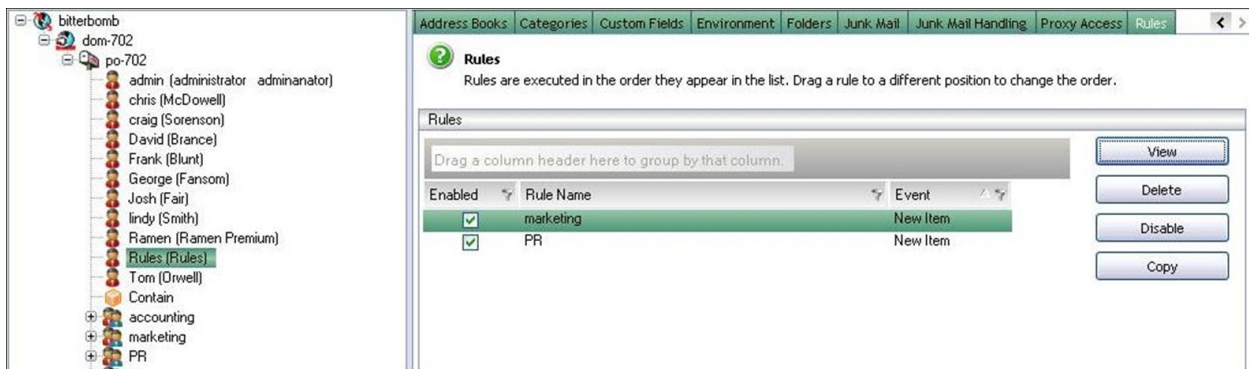 bitterbomb
dom-702
po-702
admin (administrator adminanator)
chris (McDowell)
craig (Sorenson)
David (Brance)
Frank (Blunt)
George (Fansom)
Josh (Fair)
lindy (Smith)
Ramen (Ramen Premium)
Rules (Rules)
Tom (Orwell)
Contain
accounting
marketing
PR
Address Books Categories Custom Fields Environment Folders Junk Mail Junk Mail Handling Proxy Access Rules
Rules
Rules are executed in the order they appear in the list. Drag a rule to a different position to change the order.
Rules
Drag a column header here to group by that column.
Enabled Rule Name Event
marketing New Item
PR New Item
View
Delete
Disable
Copy